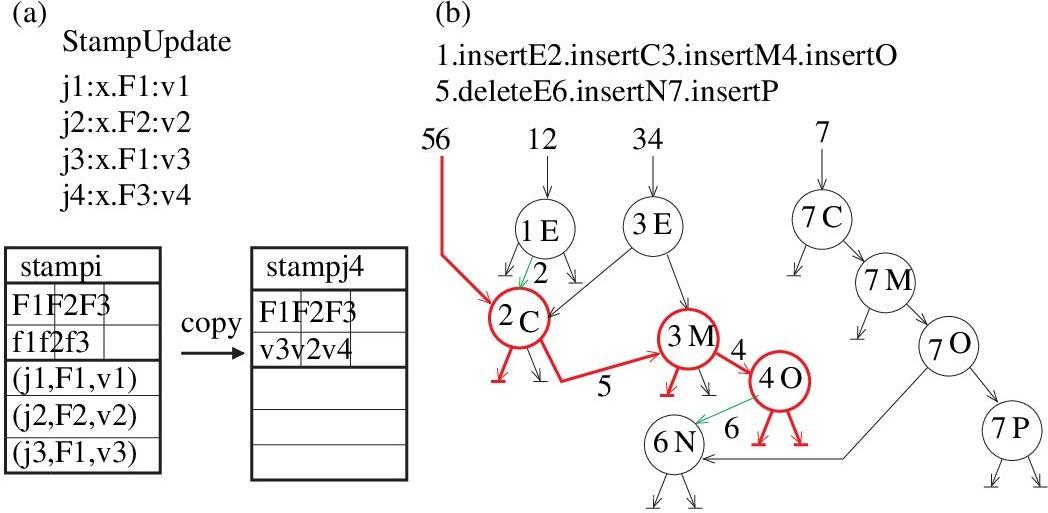 (a)
StampUpdate
j1:x.F1:v1
j2:x.F2:v2
j3:x.F1:v3
j4:x.F3:v4
stampi
F1F2F3
f1f2f3
(j1,F1,v1)
(j2,F2,v2)
(j3,F1,v3)
copy
stampj4
F1F2F3
v3v2v4
(b)
1.insertE2.insertC3.insertM4.insertO
5.deleteE6.insertN7.insertP
56
12
34
7
1 E
3 E
7 C
2
7 M
2 C
3 M
4
7 O
5
4 O
6
6 N
7 P